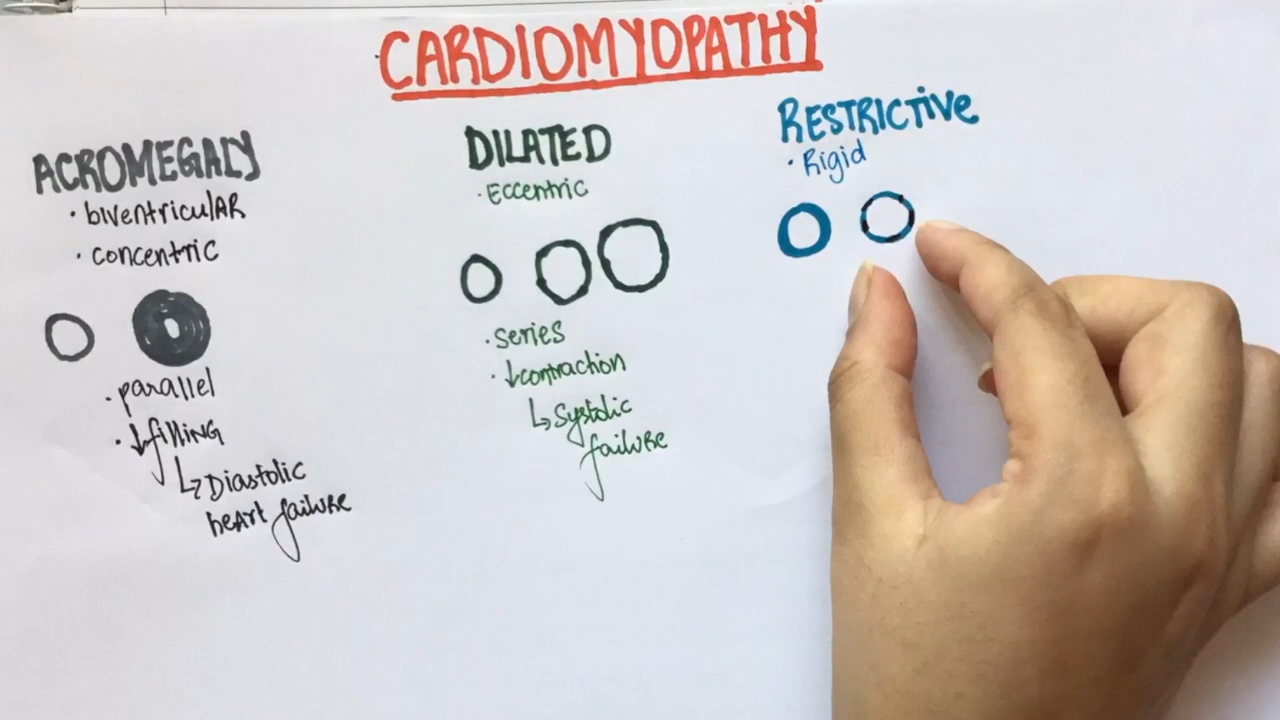 CARDIOMYOPATHY
ACROMEGALY
• biventriculAR
• concentric
• parallel
• ↓filliNG
↳ Diastolic
heArt failure
DILATED
• Eccentric
• series
• ↓contraction
↳ Systolic
failure
RESTRICTIVe
• Rigid